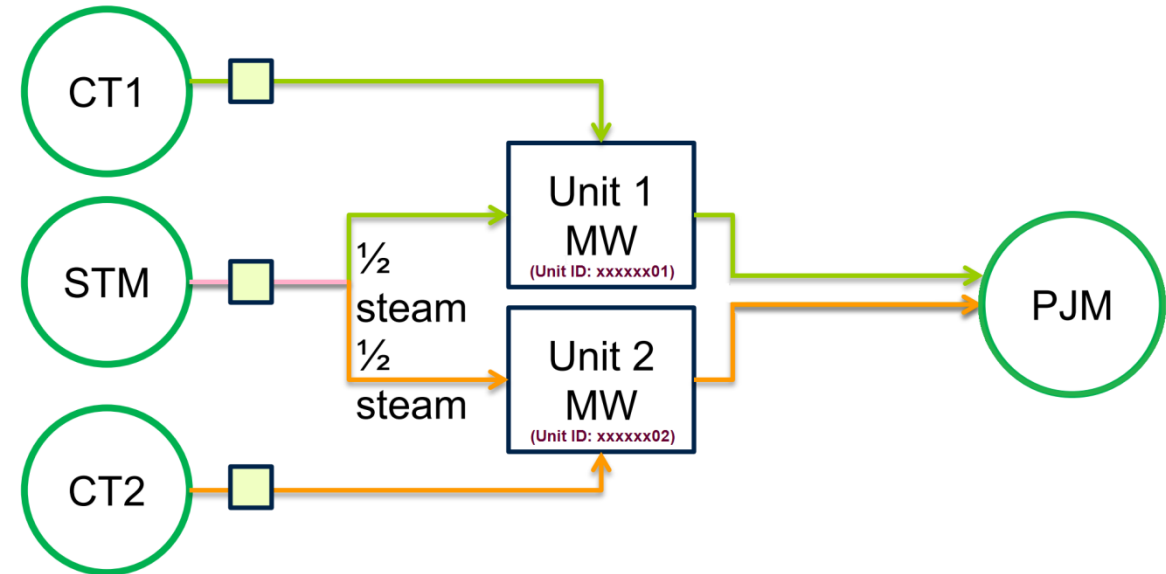 CT1
STM
CT2
½
steam
½
steam
Unit 1
MW
(Unit ID: xxxxxx01)
Unit 2
MW
(Unit ID: xxxxxx02)
PJM